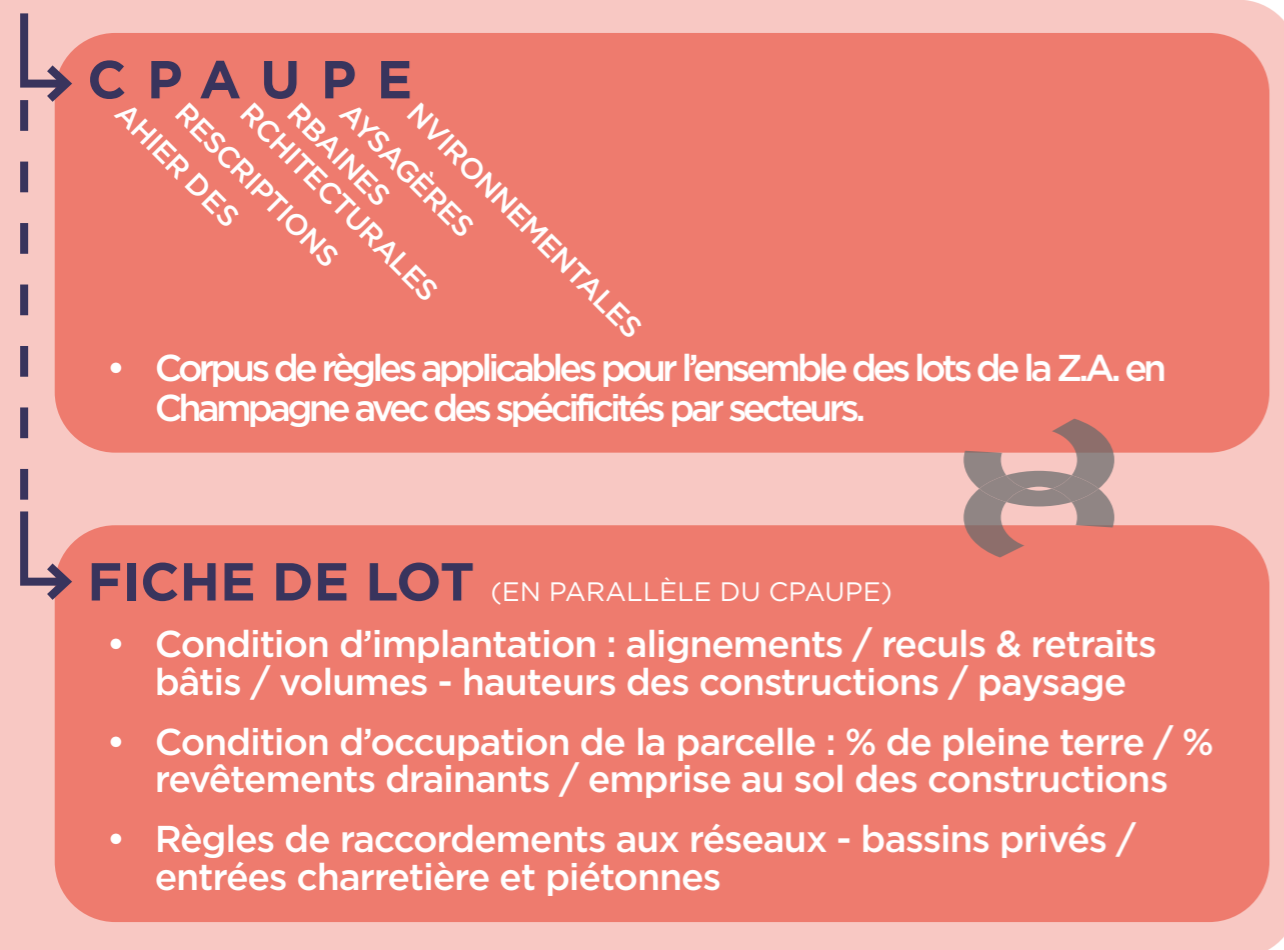 C P A U P E
AHIER DES
RESCRIPTIONS
RCHITECTURALES
RBAINES
AYSAGÈRES
NVIRONNEMENTALES
• Corpus de règles applicables pour l'ensemble des lots de la Z.A. en
Champagne avec des spécificités par secteurs.
FICHE DE LOT (EN PARALLÈLE DU CPAUPE)
• Condition d'implantation : alignements / reculs & retraits
bâtis / volumes - hauteurs des constructions / paysage
• Condition d'occupation de la parcelle : % de pleine terre / %
revêtements drainants / emprise au sol des constructions
• Règles de raccordements aux réseaux - bassins privés /
entrées charretière et piétonnes